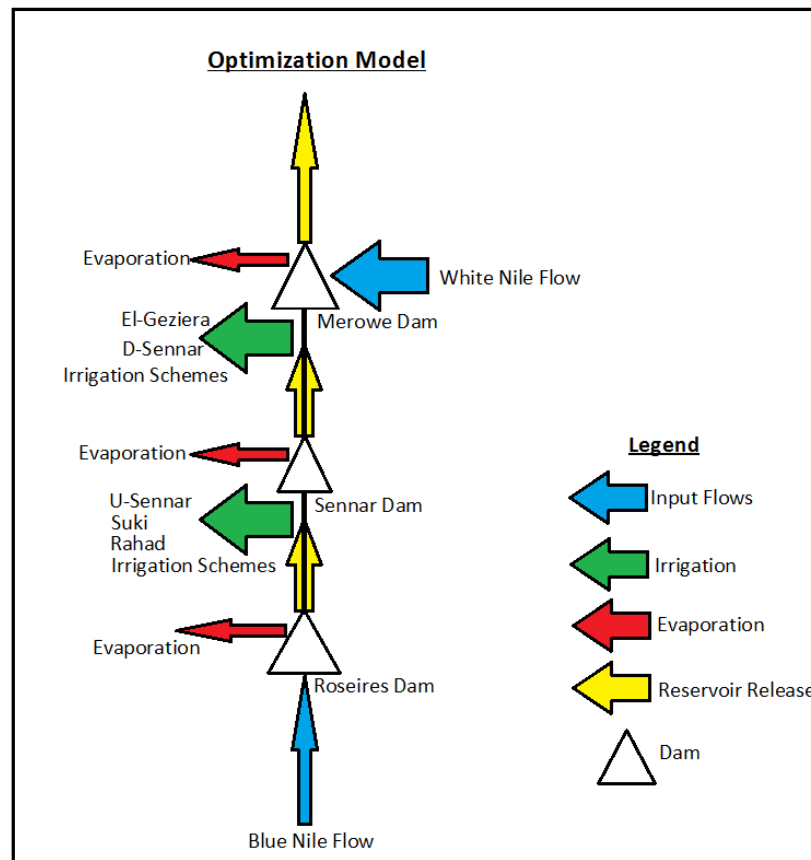 Optimization Model
Evaporation
White Nile Flow
El-Geziera
Merowe Dam
D-Sennar
Irrigation Schemes
Evaporation
Legend
U-Sennar
Sennar Dam
Input Flows
Suki
Rahad
Irrigation Schemes
Irrigation
Evaporation
Evaporation
Roseires Dam
Reservoir Release
Dam
Blue Nile Flow